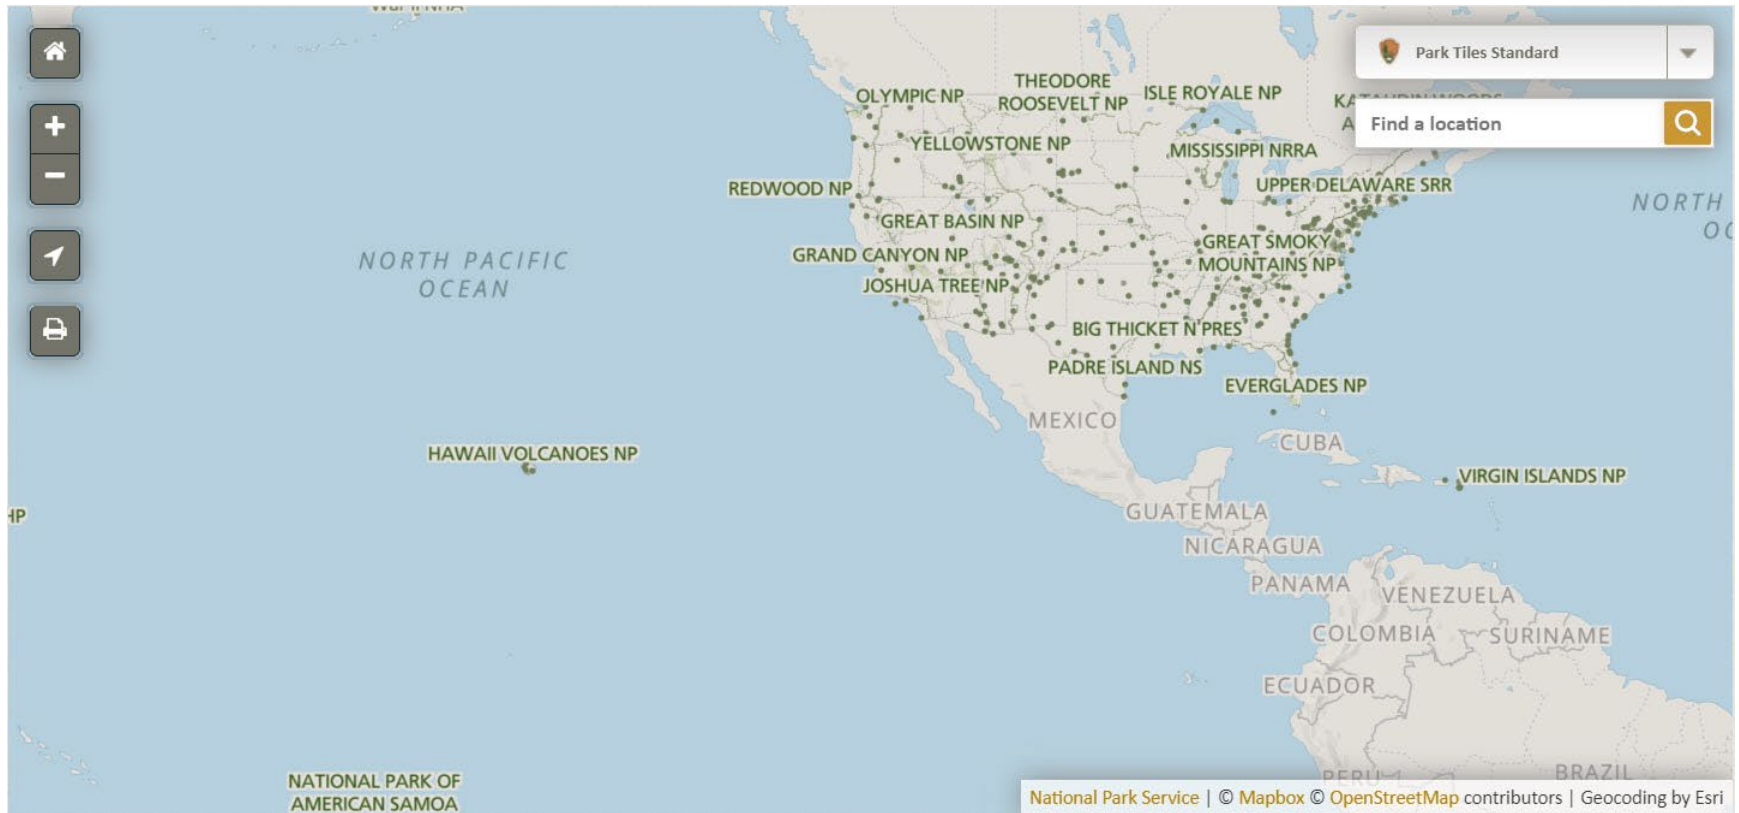 Park Tiles Standard
Find a location
THEODORE
ROOSEVELT NP
OLYMPIC NP
ISLE ROYALE NP
YELLOWSTONE NP
MISSISSIPPI NRRA
REDWOOD NP
UPPER DELAWARE SRR
GREAT BASIN NP
NORTH
GREAT SMOKY
MOUNTAINS NP
GRAND CANYON NP
NORTH PACIFIC
OCEAN
JOSHUA TREE NP
BIG THICKET N PRES
PADRE ISLAND NS
EVERGLADES NP
MEXICO
CUBA
HAWAII VOLCANOES NP
VIRGIN ISLANDS NP
HP
GUATEMALA
NICARAGUA
PANAMA
VENEZUELA
COLOMBIA
SURINAME
ECUADOR
PERU
BRAZIL
NATIONAL PARK OF
AMERICAN SAMOA
National Park Service | © Mapbox © OpenStreetMap contributors | Geocoding by Esri